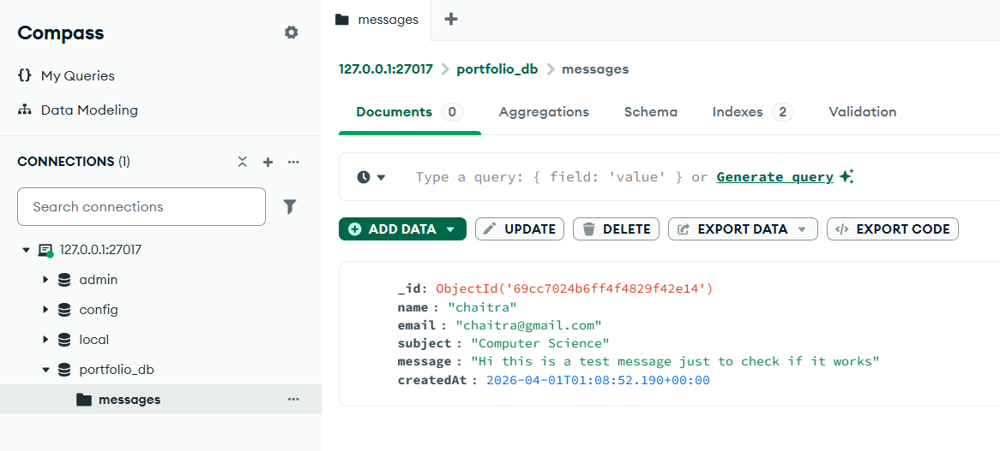 Compass
My Queries
Data Modeling
CONNECTIONS (1)
Search connections
127.0.0.1:27017
admin
config
local
portfolio_db
messages
messages
127.0.0.1:27017 > portfolio_db > messages
Documents 0 Aggregations Schema Indexes 2 Validation
Type a query: { field: 'value' } or Generate query
ADD DATA UPDATE DELETE EXPORT DATA </> EXPORT CODE
_id: ObjectId('69cc7024b6ff4f4829f42e14')
name : "chaitra"
email : "chaitra@gmail.com"
subject : "Computer Science"
message : "Hi this is a test message just to check if it works"
createdAt : 2026-04-01T01:08:52.190+00:00